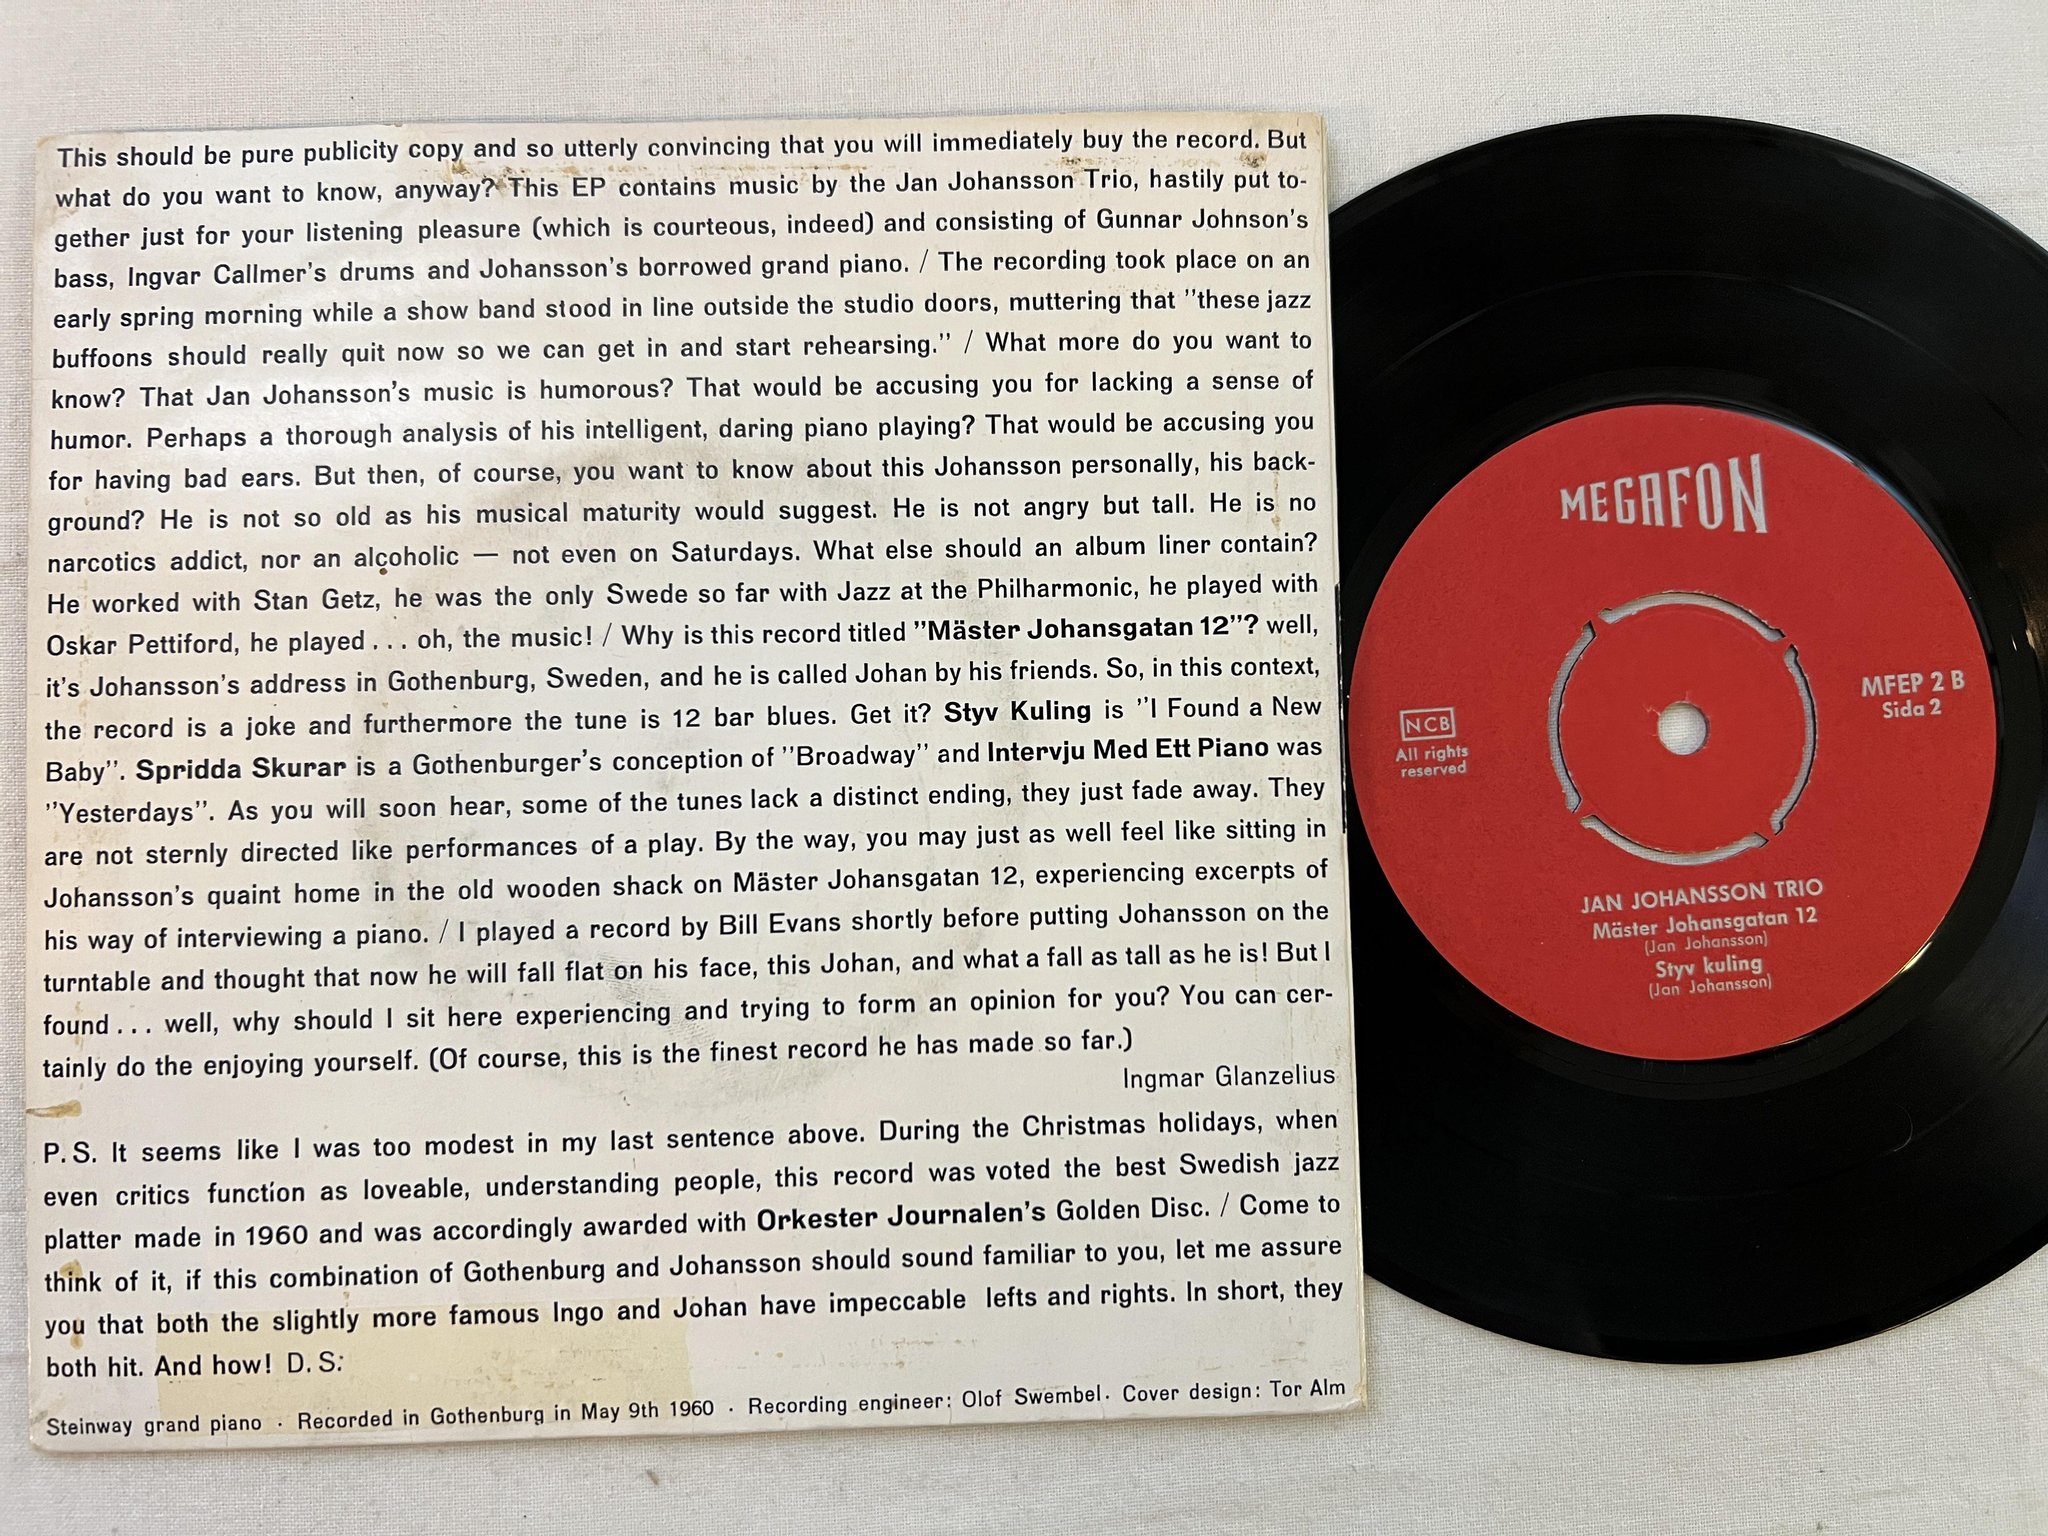 This should be pure publicity copy and so utterly convincing that you will immediately buy the record. But
what do you want to know, anyway? This EP contains music by the Jan Johansson Trio, hastily put to-
gether just for your listening pleasure (which is courteous, indeed) and consisting of Gunnar Johnson's
bass, Ingvar Callmer's drums and Johansson's borrowed grand piano. / The recording took place on an
early spring morning while a show band stood in line outside the studio doors, muttering that ”these jazz
buffoons should really quit now so we can get in and start rehearsing.” / What more do you want to
know? That Jan Johansson's music is humorous? That would be accusing you for lacking a sense of
humor. Perhaps a thorough analysis of his intelligent, daring piano playing? That would be accusing you
for having bad ears. But then, of course, you want to know about this Johansson personally, his back-
ground? He is not so old as his musical maturity would suggest. He is not angry but tall. He is no
narcotics addict, nor an alcoholic — not even on Saturdays. What else should an album liner contain?
He worked with Stan Getz, he was the only Swede so far with Jazz at the Philharmonic, he played with
Oskar Pettiford, he played ... oh, the music! / Why is this record titled ”Mäster Johansgatan 12”? well,
it's Johansson's address in Gothenburg, Sweden, and he is called Johan by his friends. So, in this context,
the record is a joke and furthermore the tune is 12 bar blues. Get it? Styv Kuling is ”I Found a New
Baby”. Spridda Skurar is a Gothenburger's conception of ”Broadway” and Intervju Med Ett Piano was
”Yesterdays”. As you will soon hear, some of the tunes lack a distinct ending, they just fade away. They
are not sternly directed like performances of a play. By the way, you may just as well feel like sitting in
Johansson's quaint home in the old wooden shack on Mäster Johansgatan 12, experiencing excerpts of
his way of interviewing a piano. / I played a record by Bill Evans shortly before putting Johansson on the
turntable and thought that now he will fall flat on his face, this Johan, and what a fall as tall as he is! But I
found ... well, why should I sit here experiencing and trying to form an opinion for you? You can cer-
tainly do the enjoying yourself. (Of course, this is the finest record he has made so far.)
Ingmar Glanzelius
P.S. It seems like I was too modest in my last sentence above. During the Christmas holidays, when
even critics function as loveable, understanding people, this record was voted the best Swedish jazz
platter made in 1960 and was accordingly awarded with Orkester Journalen's Golden Disc. / Come to
think of it, if this combination of Gothenburg and Johansson should sound familiar to you, let me assure
you that both the slightly more famous Ingo and Johan have impeccable lefts and rights. In short, they
both hit. And how! D.S:
Steinway grand piano · Recorded in Gothenburg in May 9th 1960 · Recording engineer: Olof Swembel · Cover design: Tor Alm
MEGAFON
NCB
All rights
reserved
MFEP 2 B
Sida 2
JAN JOHANSSON TRIO
Mäster Johansgatan 12
(Jan Johansson)
Styv kuling
(Jan Johansson)